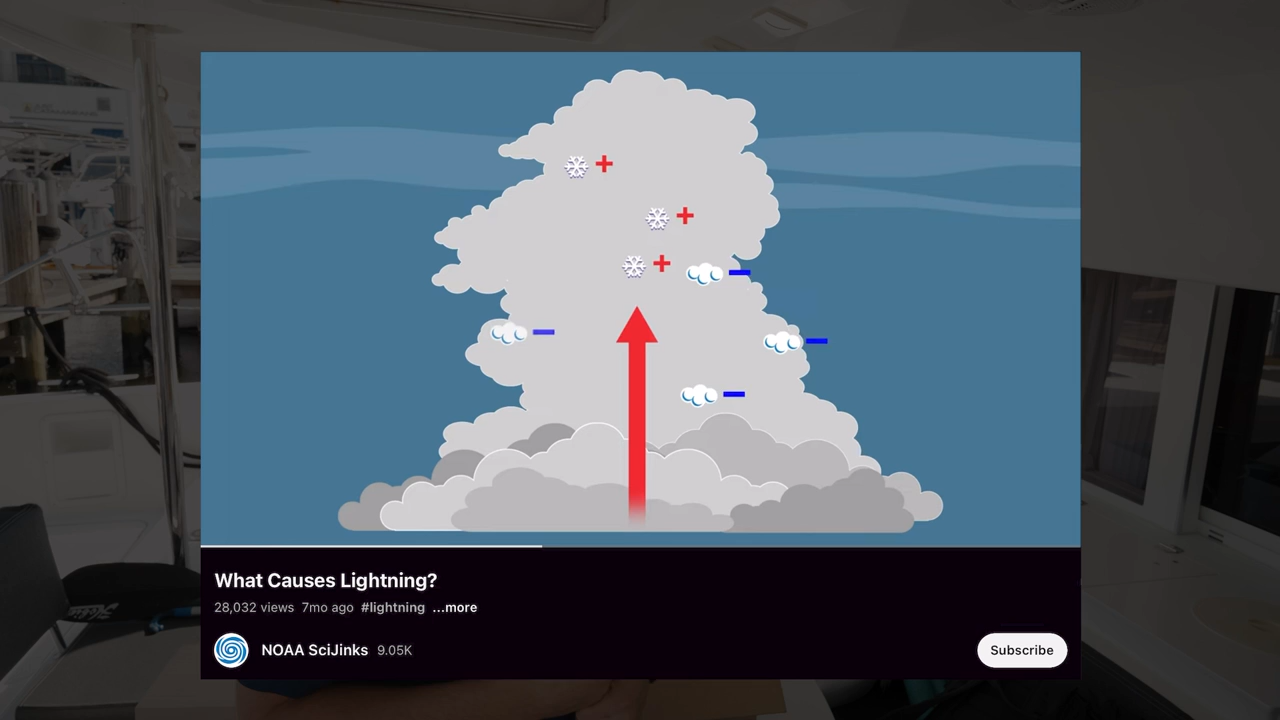 What Causes Lightning?
28,032 views 7mo ago #lightning ...more
NOAA SciJinks 9.05K
Subscribe